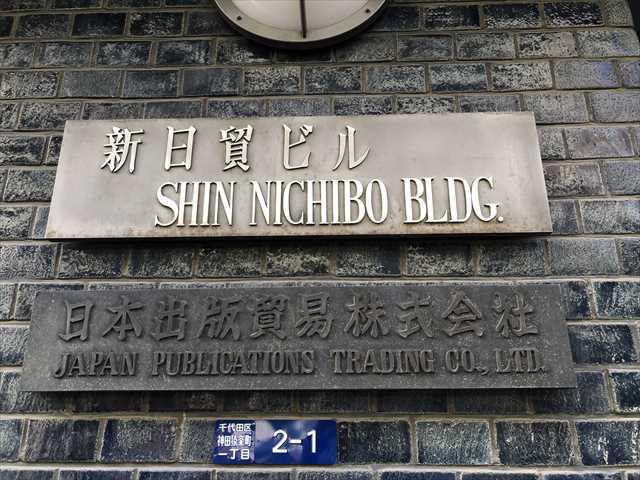 新日貿ビル
SHIN NICHIBO BLDG.
日本出版貿易株式会社
JAPAN PUBLICATIONS TRADING CO., LTD.
千代田区
神田猿楽町
一丁目
2-1